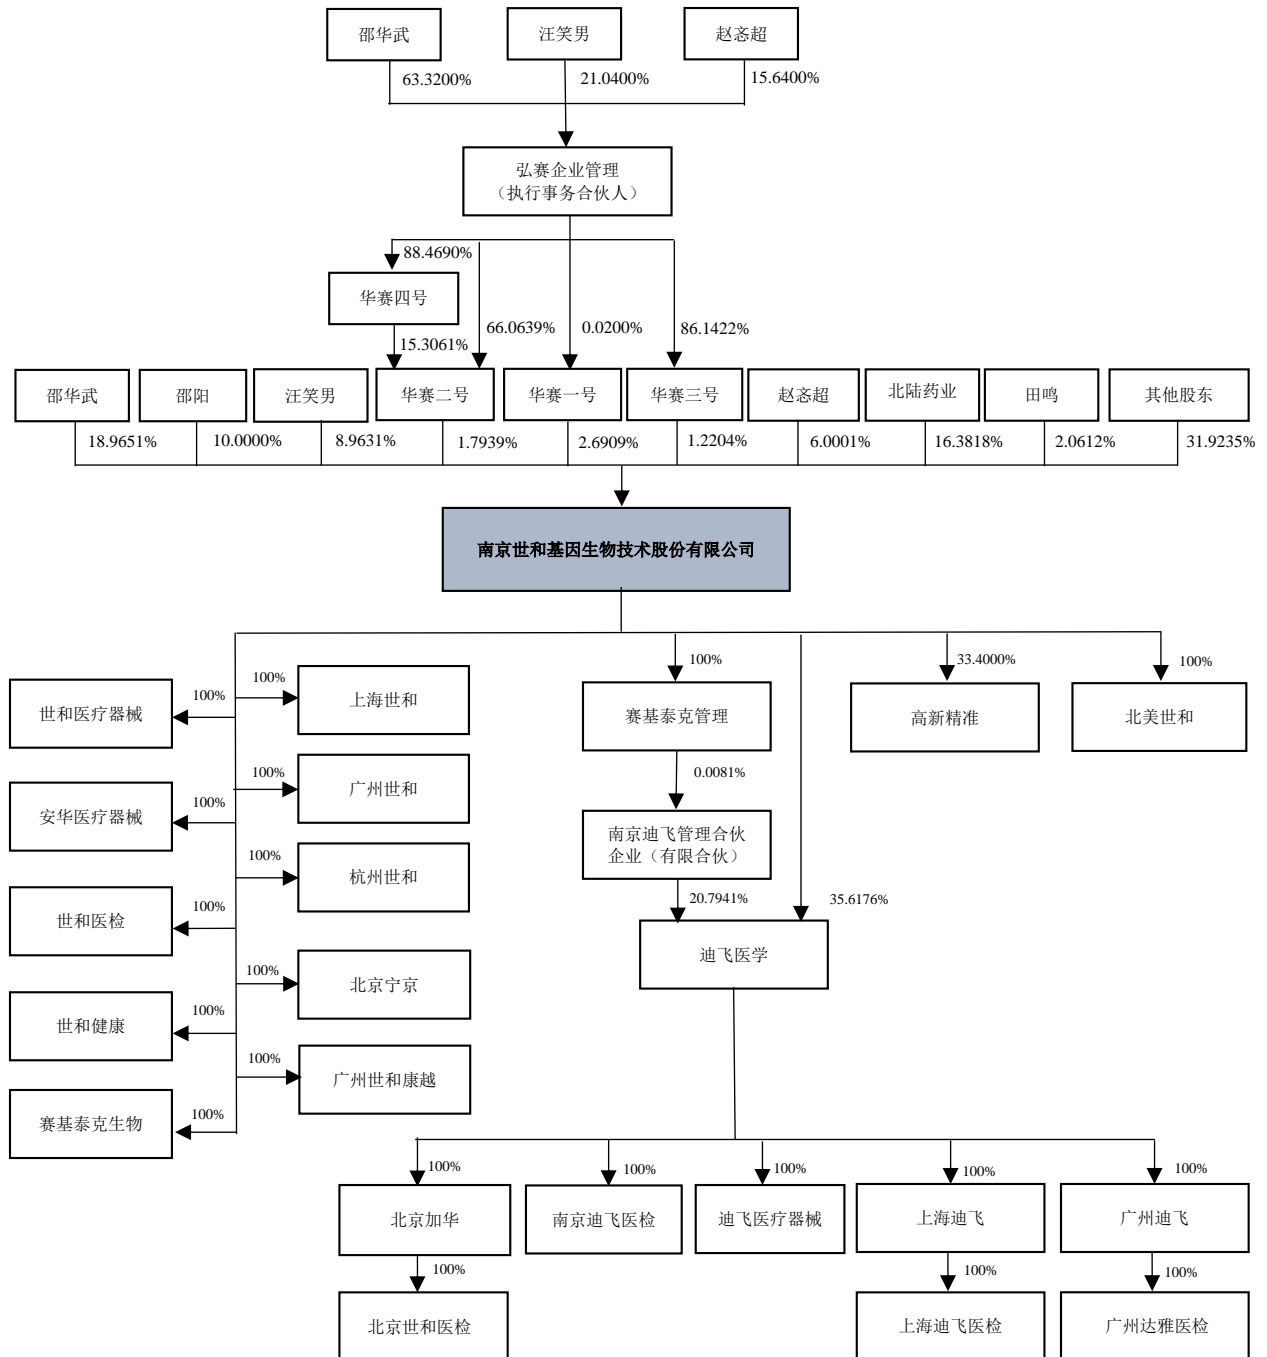 邵华武
汪笑男
赵忞超
63.3200%
21.0400%
15.6400%
弘赛企业管理
（执行事务合伙人）
88.4690%
华赛四号
15.3061%
66.0639%
0.0200%
86.1422%
邵华武
邵阳
汪笑男
华赛二号
华赛一号
华赛三号
赵忞超
北陆药业
田鸣
其他股东
18.9651%
10.0000%
8.9631%
1.7939%
2.6909%
1.2204%
6.0001%
16.3818%
2.0612%
31.9235%
南京世和基因生物技术股份有限公司
100%
世和医疗器械
100%
上海世和
100%
安华医疗器械
100%
广州世和
100%
世和医检
杭州世和
100%
世和健康
100%
北京宁京
100%
赛基泰克生物
100%
广州世和康越
100%
赛基泰克管理
33.4000%
高新精准
100%
北美世和
0.0081%
南京迪飞管理合伙
企业（有限合伙）
20.7941%
35.6176%
迪飞医学
100%
100%
100%
100%
100%
北京加华
南京迪飞医检
迪飞医疗器械
上海迪飞
广州迪飞
100%
100%
100%
北京世和医检
上海迪飞医检
广州达雅医检